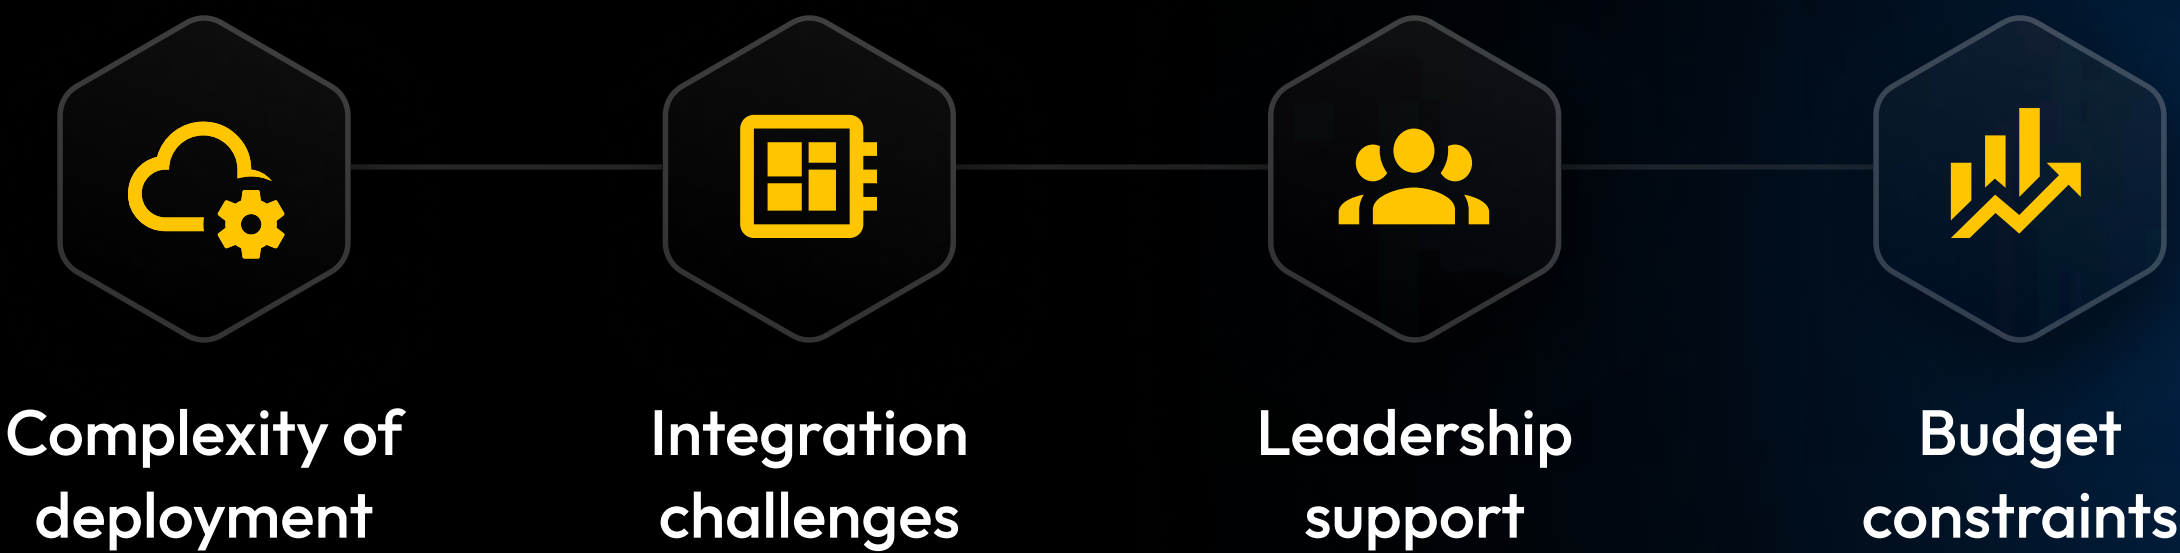 Complexity of
deployment
Integration
challenges
Leadership
support
Budget
constraints